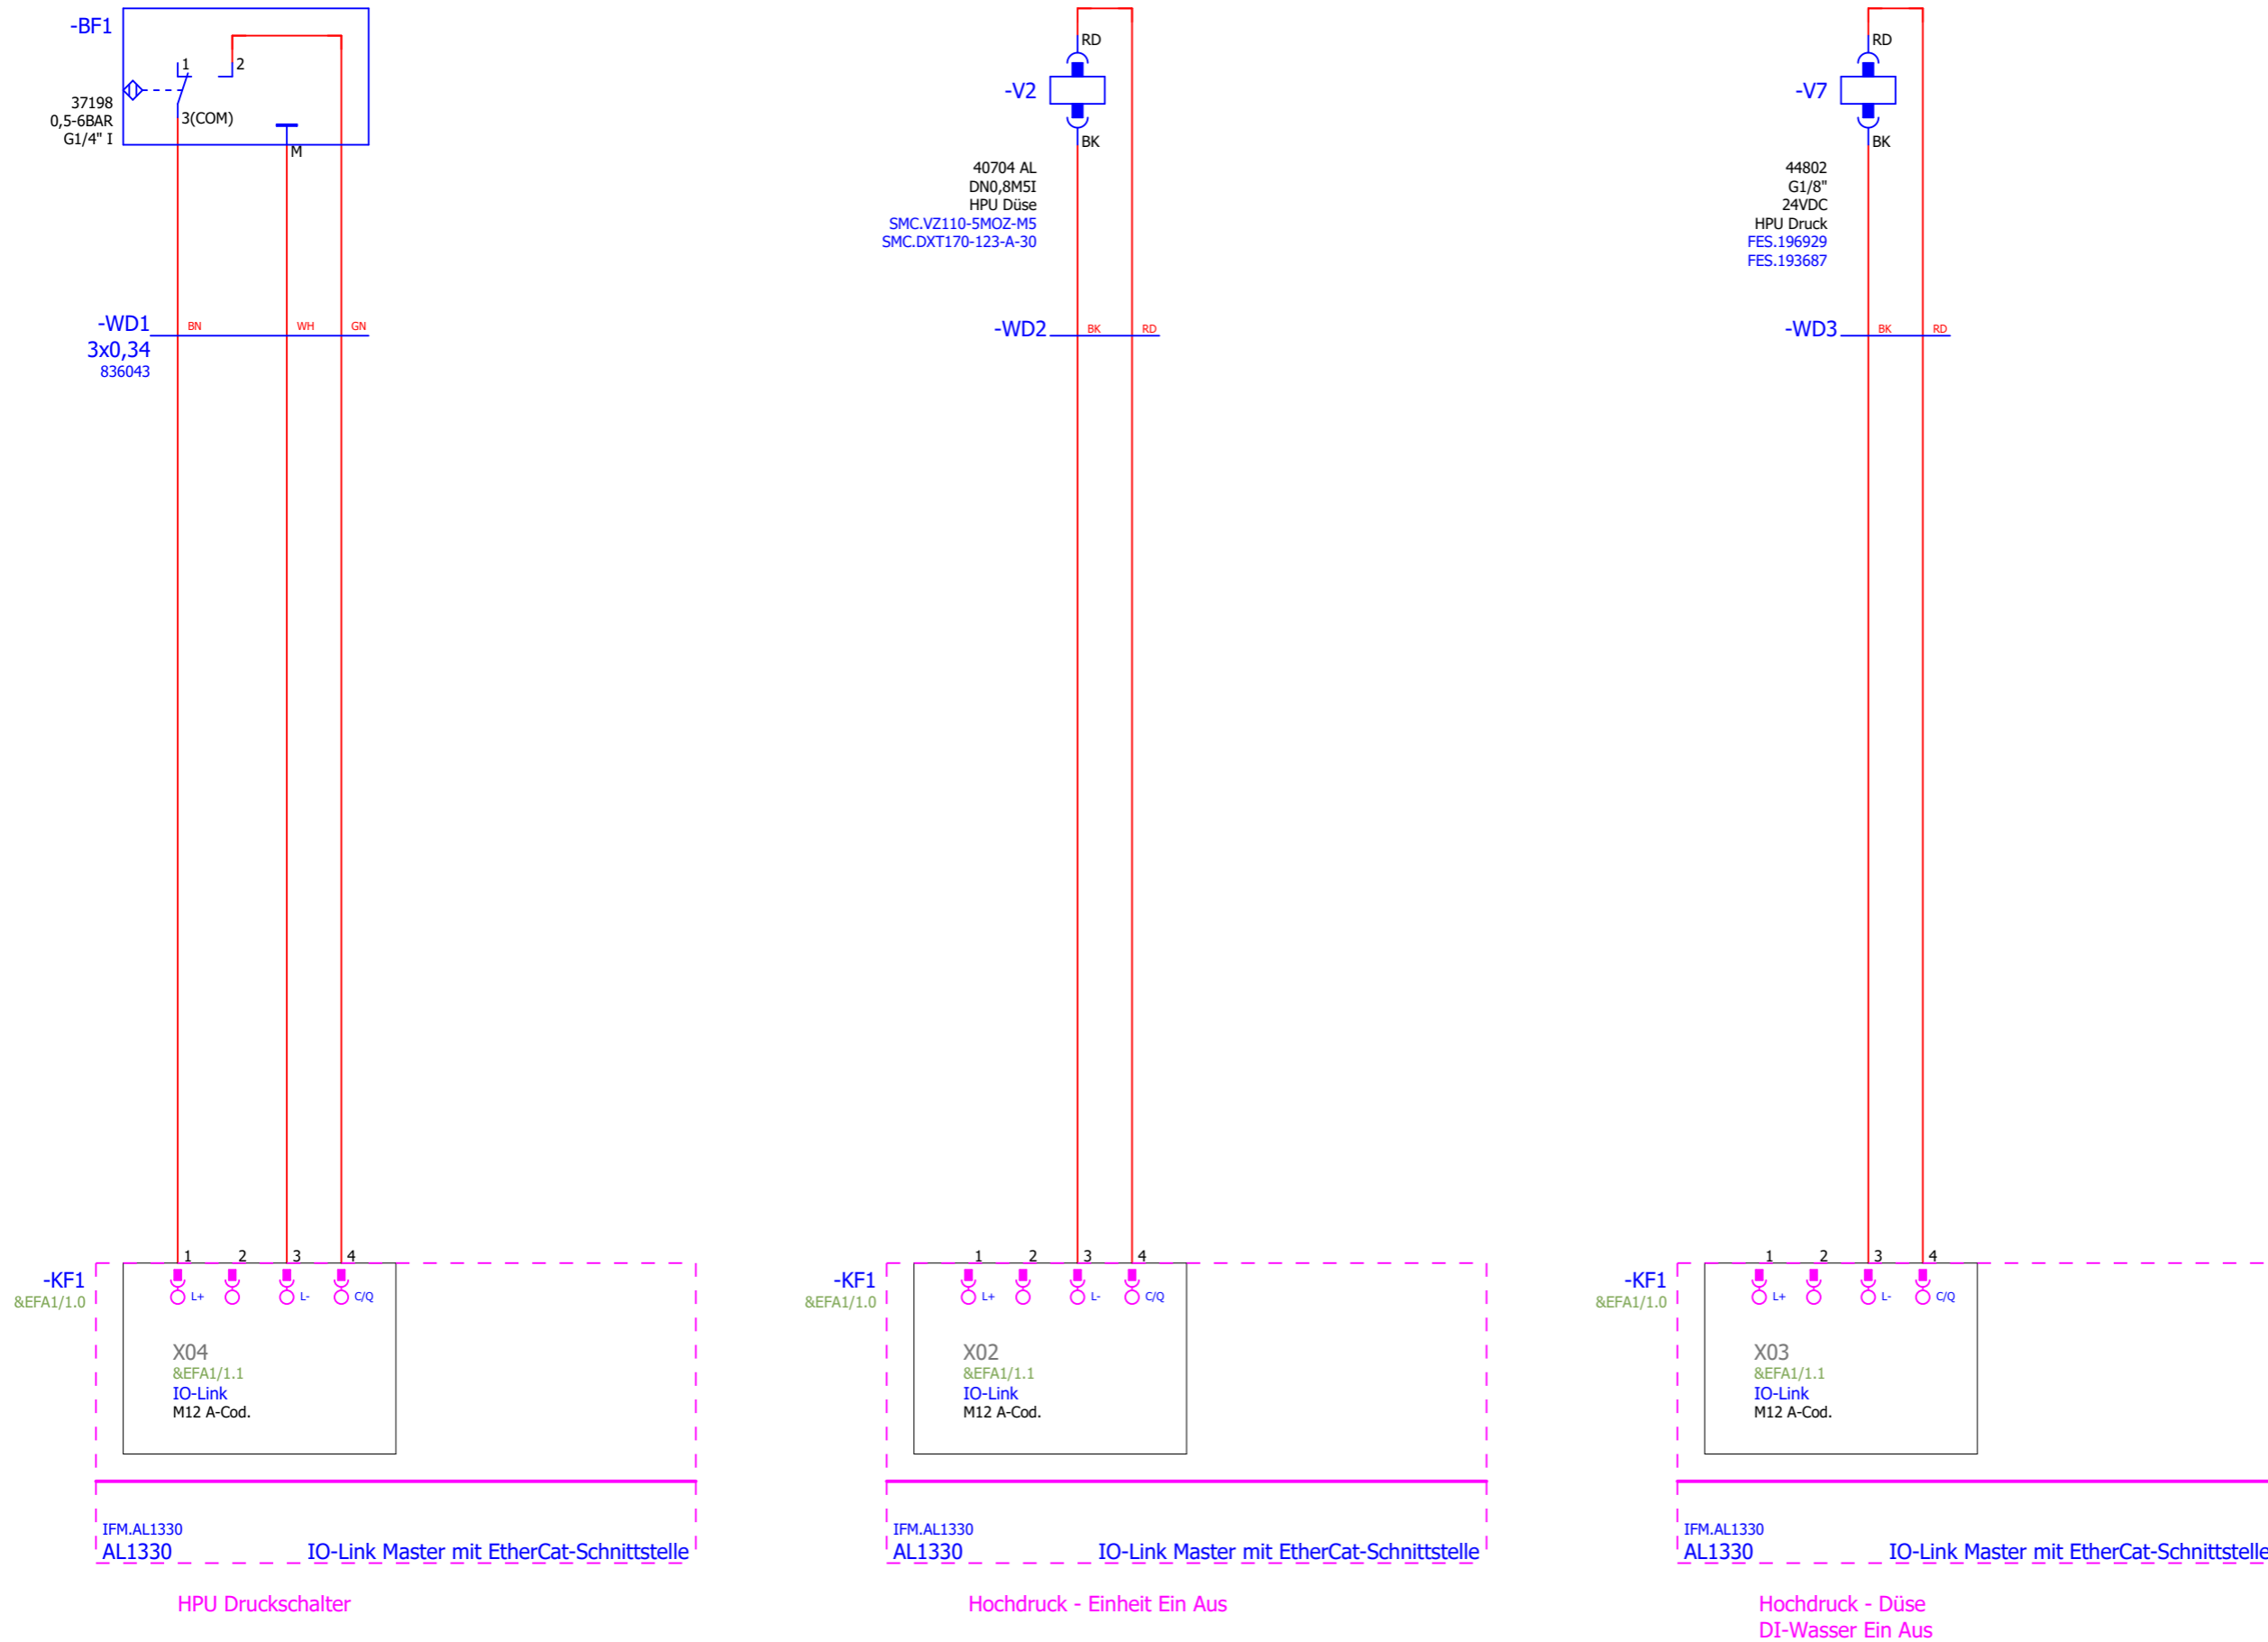 -BF1
1
2
3(COM)
M
37198
0,5-6BAR
G1/4" I
-WD1
3x0,34
836043
BN
WH
GN
1
2
3
4
-KF1
&EFA1/1.0
L+
L-
C/Q
X04
&EFA1/1.1
IO-Link
M12 A-Cod.
IFM.AL1330
AL1330
IO-Link Master mit EtherCat-Schnittstelle
HPU Druckschalter
RD
-V2
BK
40704 AL
DN0,8M5I
HPU Düse
SMC.VZ110-5MOZ-M5
SMC.DXT170-123-A-30
-WD2
BK
RD
1
2
3
4
-KF1
&EFA1/1.0
L+
L-
C/Q
X02
&EFA1/1.1
IO-Link
M12 A-Cod.
IFM.AL1330
AL1330
IO-Link Master mit EtherCat-Schnittstelle
Hochdruck - Einheit Ein Aus
RD
-V7
BK
44802
G1/8"
24VDC
HPU Druck
FES.196929
FES.193687
-WD3
BK
RD
1
2
3
4
-KF1
&EFA1/1.0
L+
L-
C/Q
X03
&EFA1/1.1
IO-Link
M12 A-Cod.
IFM.AL1330
AL1330
IO-Link Master mit EtherCat-Schnittstelle
Hochdruck - Düse
DI-Wasser Ein Aus